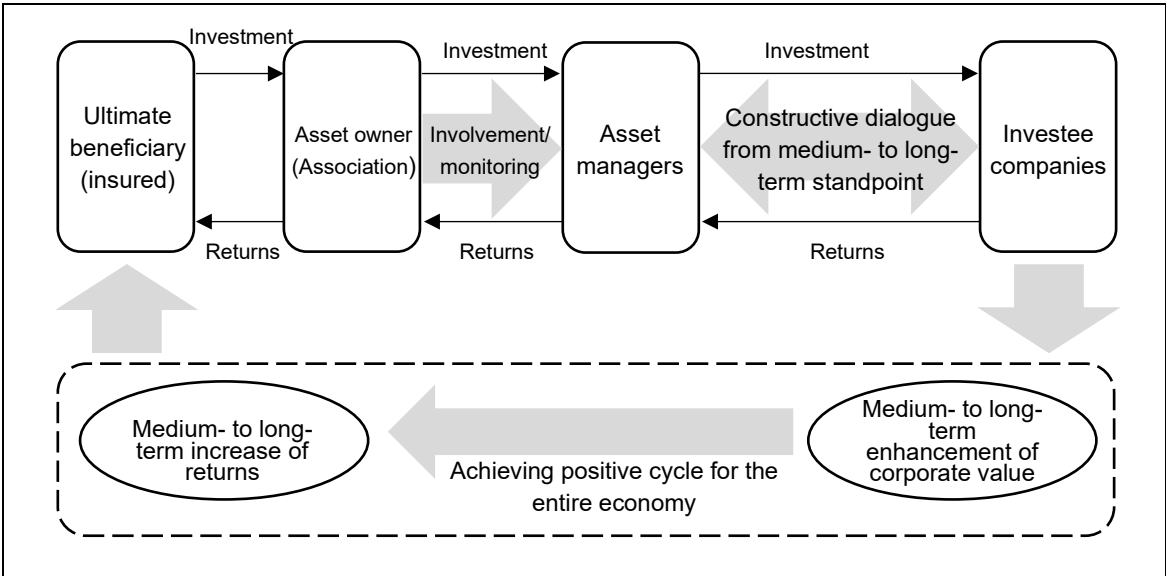 Investment
Investment
Investment
Ultimate
beneficiary
(insured)
Asset owner
(Association)
Involvement/
monitoring
Asset
managers
Constructive dialogue
from medium- to long-
term standpoint
Investee
companies
Returns
Returns
Returns
Medium- to long-
term increase of
returns
Achieving positive cycle for the
entire economy
Medium- to long-
term
enhancement of
corporate value